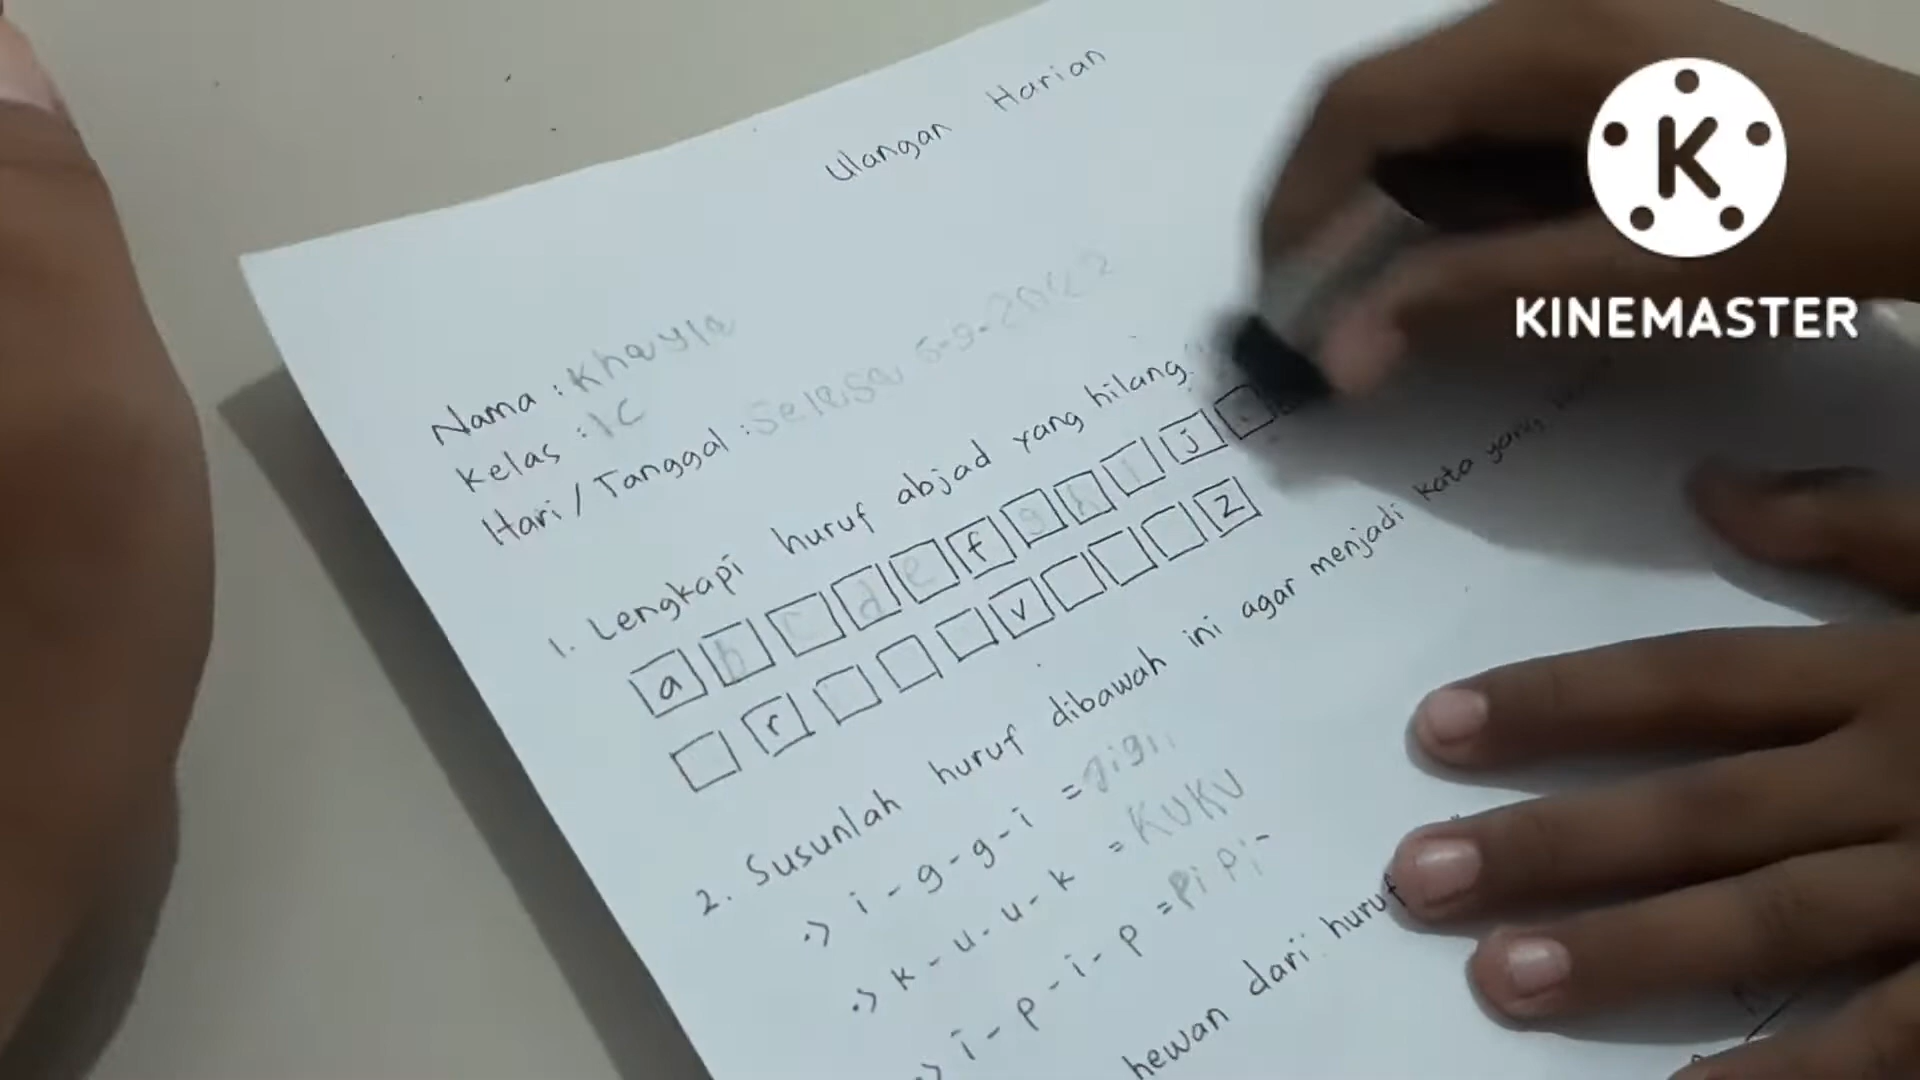 Ulangan Harian
Nama : Khayla
Kelas : 1C
Hari / Tanggal : Selasa 6-9-2022
1. Lengkapi huruf abjad yang hilang.
a b c d e f g h i j
r v z
2. Susunlah huruf dibawah ini agar menjadi kata yang
.) i - g - g - i = gigi
.) k - u - u - k = KUKU
.) i - p - i - p = pipi
hewan dari huruf
K
KINEMASTER